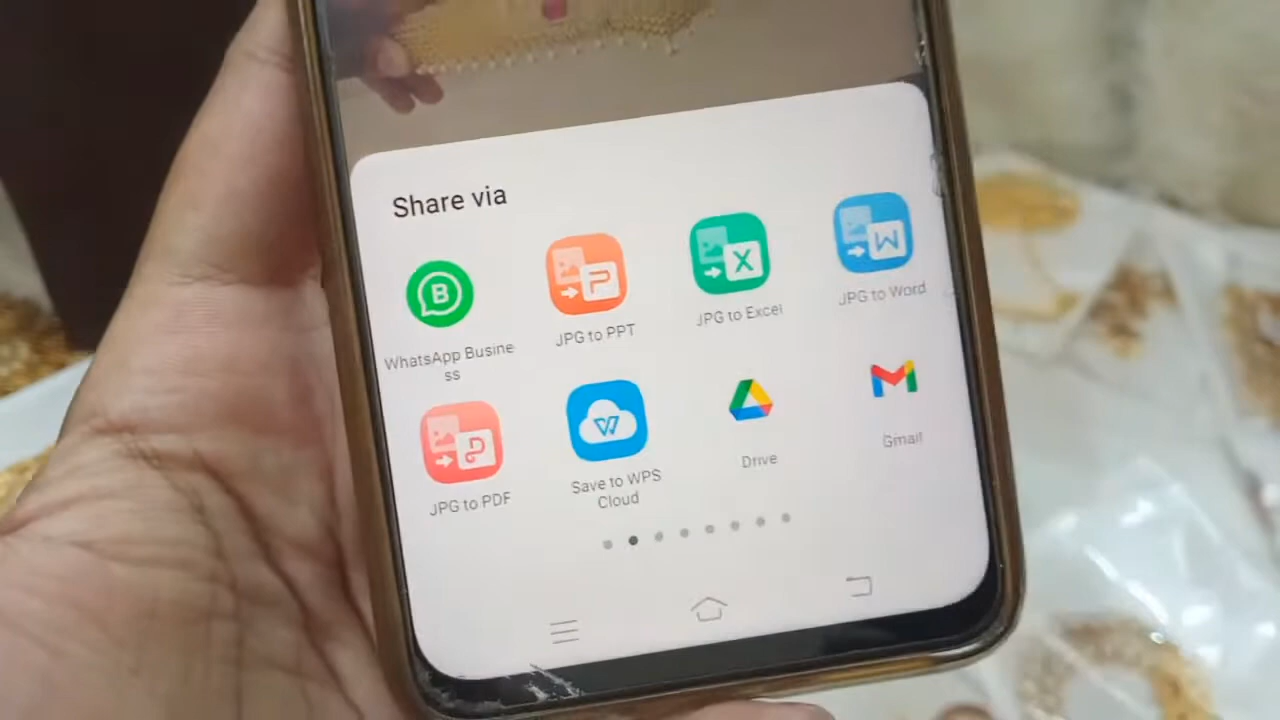 Share via
WhatsApp Busine
ss
JPG to PPT
JPG to Excel
JPG to Word
JPG to PDF
Save to WPS
Cloud
Drive
Gmail